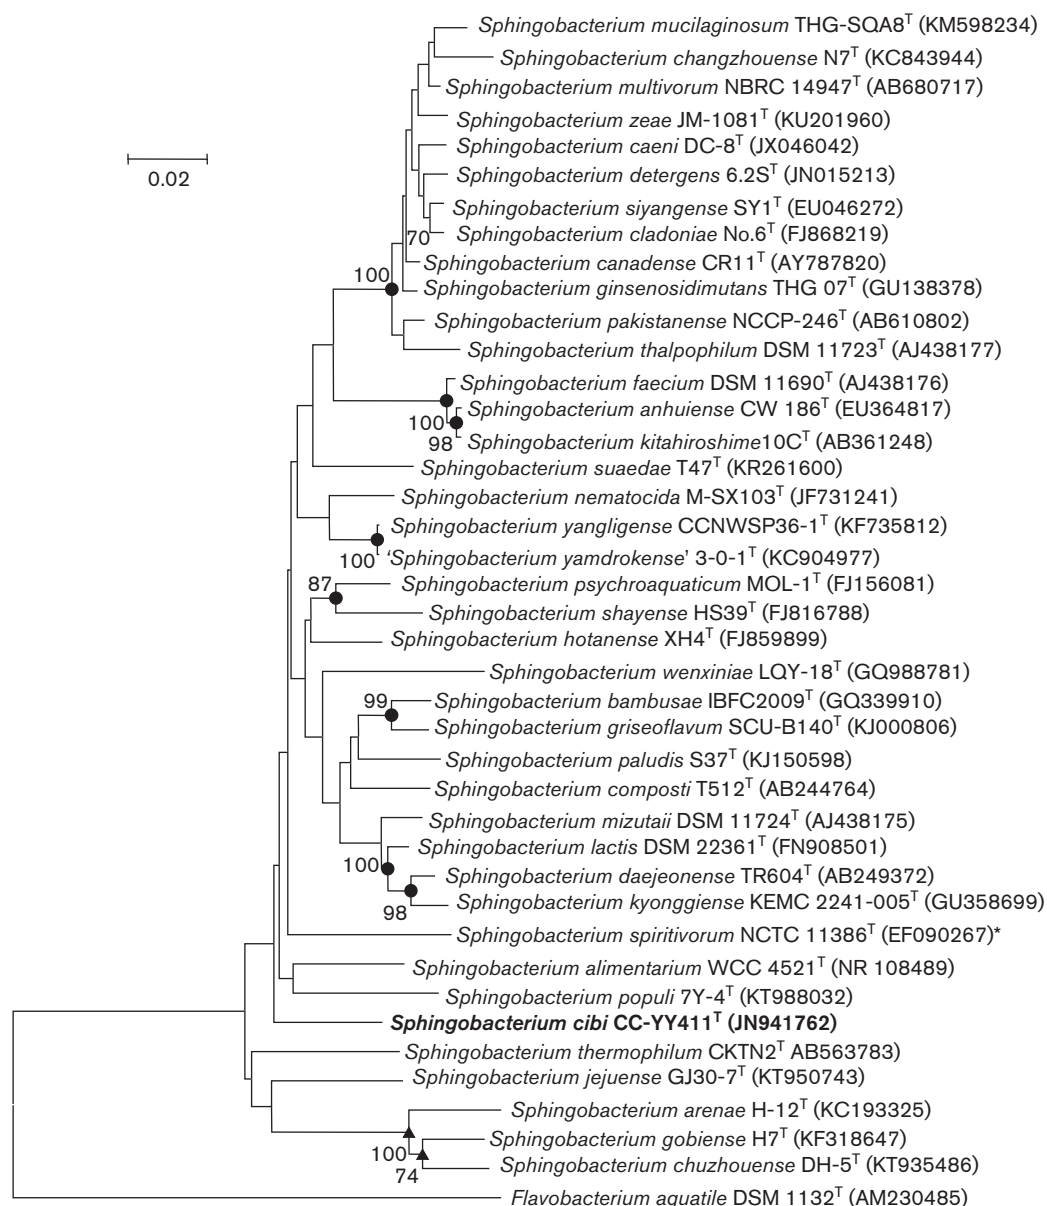 Sphingobacterium mucilaginosum THG-SQA8T (KM598234)
Sphingobacterium changzhouense N7T (KC843944)
Sphingobacterium multivorum NBRC 14947T (AB680717)
Sphingobacterium zeae JM-1081T (KU201960)
Sphingobacterium caeni DC-8T (JX046042)
0.02
Sphingobacterium detergens 6.2ST (JN015213)
Sphingobacterium siyangense SY1T (EU046272)
70
Sphingobacterium cladoniae No.6T (FJ868219)
Sphingobacterium canadense CR11T (AY787820)
100
Sphingobacterium ginsenosidimutans THG 07T (GU138378)
Sphingobacterium pakistanense NCCP-246T (AB610802)
Sphingobacterium thalpophilum DSM 11723T (AJ438177)
Sphingobacterium faecium DSM 11690T (AJ438176)
Sphingobacterium anhuiense CW 186T (EU364817)
100
98
Sphingobacterium kitahiroshime10CT (AB361248)
Sphingobacterium suaedae T47T (KR261600)
Sphingobacterium nematocida M-SX103T (JF731241)
Sphingobacterium yangligense CCNWSP36-1T (KF735812)
100
‘Sphingobacterium yamdrokense’ 3-0-1T (KC904977)
87
Sphingobacterium psychroaquaticum MOL-1T (FJ156081)
Sphingobacterium shayense HS39T (FJ816788)
Sphingobacterium hotanense XH4T (FJ859899)
Sphingobacterium wenxiniae LQY-18T (GQ988781)
99
Sphingobacterium bambusae IBFC2009T (GQ339910)
Sphingobacterium griseoflavum SCU-B140T (KJ000806)
Sphingobacterium paludis S37T (KJ150598)
Sphingobacterium composti T512T (AB244764)
Sphingobacterium mizutaii DSM 11724T (AJ438175)
Sphingobacterium lactis DSM 22361T (FN908501)
100
Sphingobacterium daejeonense TR604T (AB249372)
98
Sphingobacterium kyonggiense KEMC 2241-005T (GU358699)
Sphingobacterium spiritivorum NCTC 11386T (EF090267)*
Sphingobacterium alimentarium WCC 4521T (NR 108489)
Sphingobacterium populi 7Y-4T (KT988032)
Sphingobacterium cibi CC-YY411T (JN941762)
Sphingobacterium thermophilum CKTN2T AB563783)
Sphingobacterium jejuense GJ30-7T (KT950743)
Sphingobacterium arenae H-12T (KC193325)
Sphingobacterium gobiense H7T (KF318647)
100
74
Sphingobacterium chuzhouense DH-5T (KT935486)
Flavobacterium aquatile DSM 1132T (AM230485)